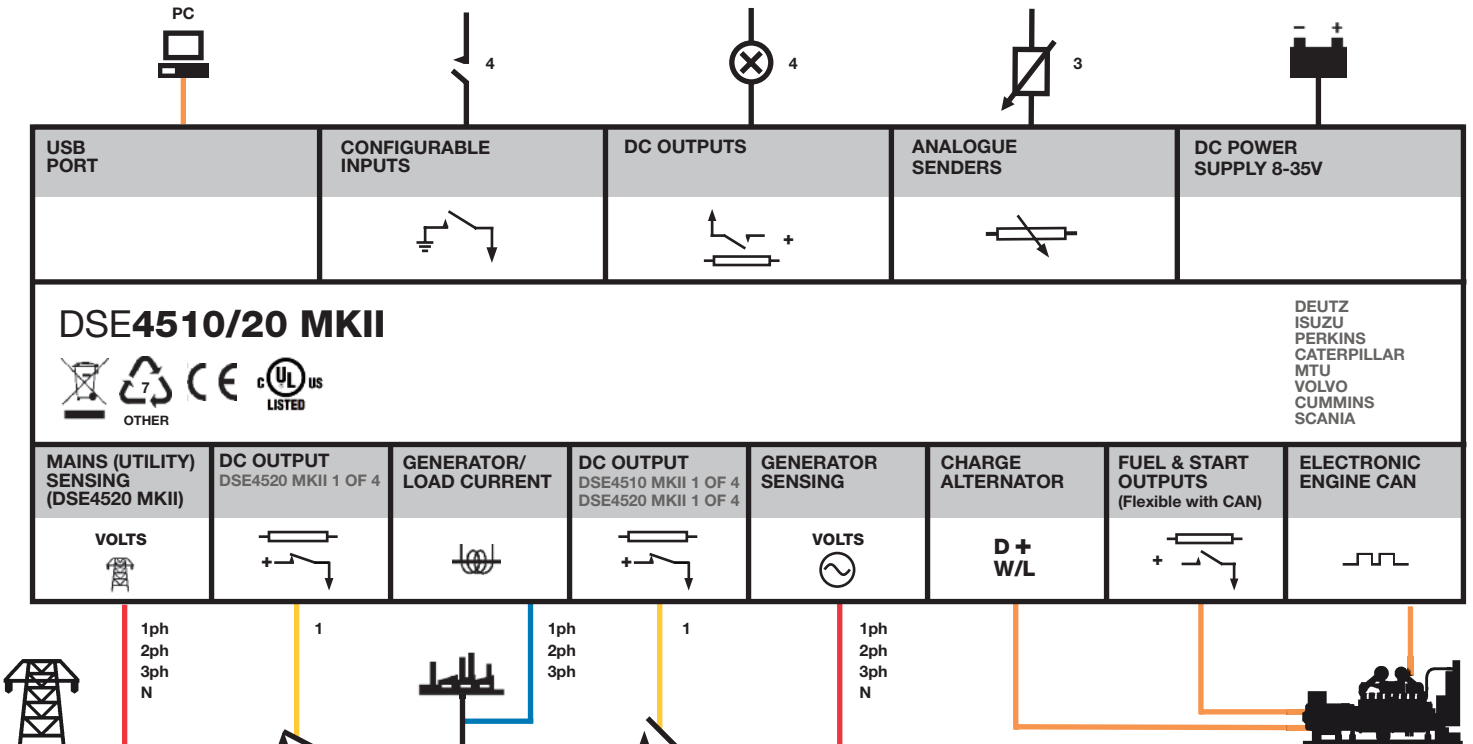 PC
4
4
3
- +
USB
PORT
CONFIGURABLE
INPUTS
DC OUTPUTS
ANALOGUE
SENDERS
DC POWER
SUPPLY 8-35V
+
DSE4510/20 MKII
7
OTHER
CE
c UL us
LISTED
DEUTZ
ISUZU
PERKINS
CATERPILLAR
MTU
VOLVO
CUMMINS
SCANIA
MAINS (UTILITY)
SENSING
(DSE4520 MKII)
VOLTS
DC OUTPUT
DSE4520 MKII 1 OF 4
+
GENERATOR/
LOAD CURRENT
DC OUTPUT
DSE4510 MKII 1 OF 4
DSE4520 MKII 1 OF 4
+
GENERATOR
SENSING
VOLTS
CHARGE
ALTERNATOR
D +
W/L
FUEL & START
OUTPUTS
(Flexible with CAN)
+
ELECTRONIC
ENGINE CAN
1ph
2ph
3ph
N
1
1ph
2ph
3ph
1
1ph
2ph
3ph
N